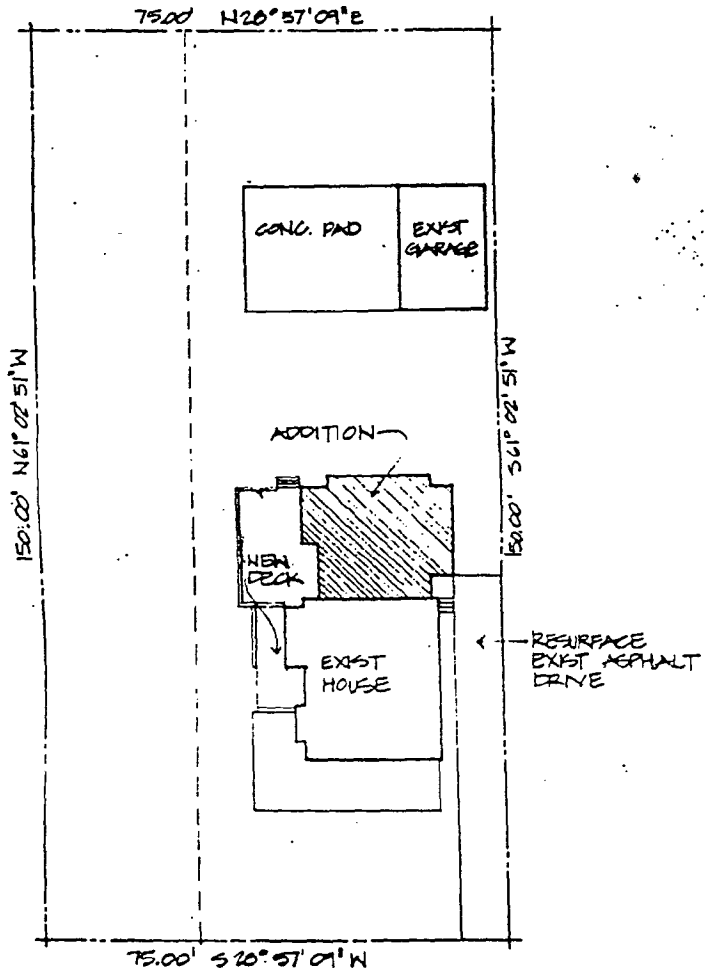 75.00' N28°57'09"E
CONC. PAD
EXIST
GARAGE
150.00' N61°02'51"W
S61°02'51"W
150.00'
ADDITION
NEW
DECK
EXIST
HOUSE
RESURFACE
EXIST ASPHALT
DRIVE
75.00' S28°57'09"W